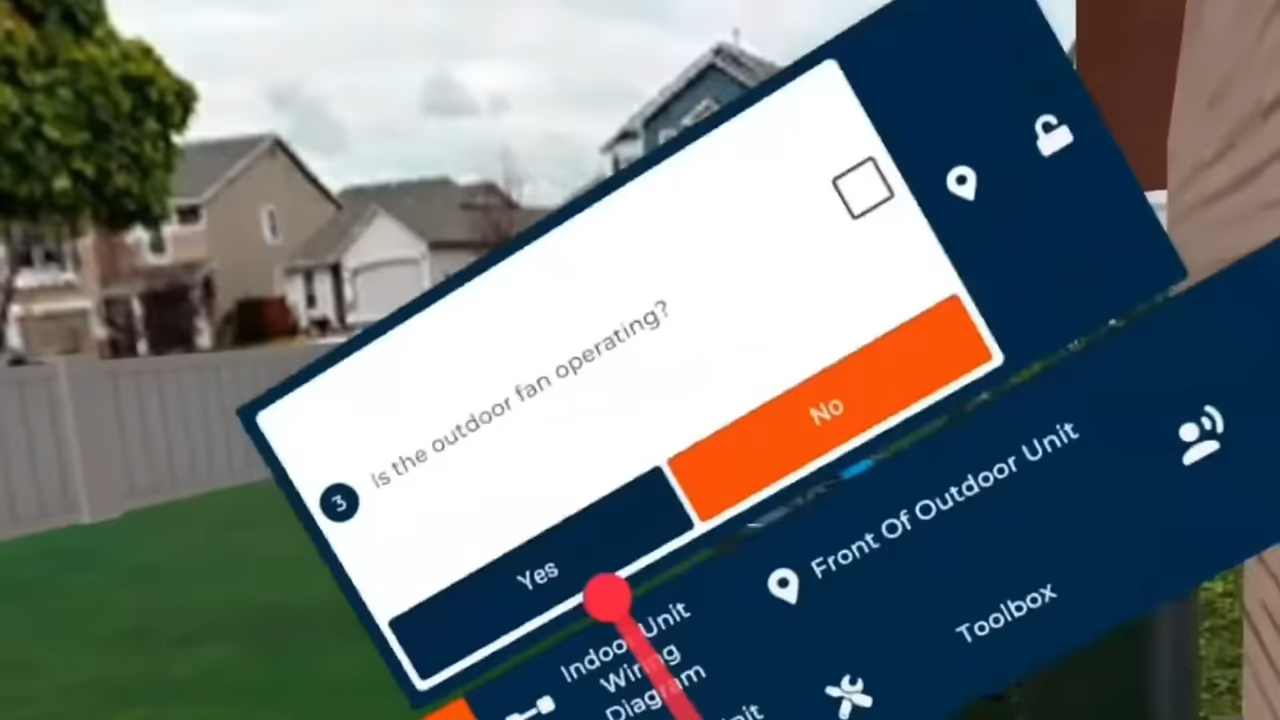 3
Is the outdoor fan operating?
Yes
No
Front Of Outdoor Unit
Indoor Unit
Wiring
Diagram
Toolbox